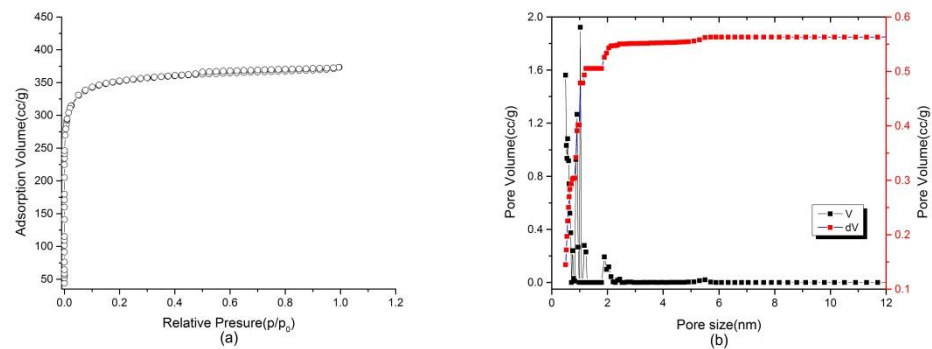 450
400
350
300
250
200
150
100
50
0.0 0.2 0.4 0.6 0.8 1.0 1.2
Adsorption Volume(cc/g)
Relative Presure(p/p0)
(a)
2.0
1.6
1.2
0.8
0.4
0.0
0 2 4 6 8 10 12
Pore Volume(cc/g)
Pore size(nm)
(b)
V
dV
0.6
0.5
0.4
0.3
0.2
0.1
Pore Volume(cc/g)